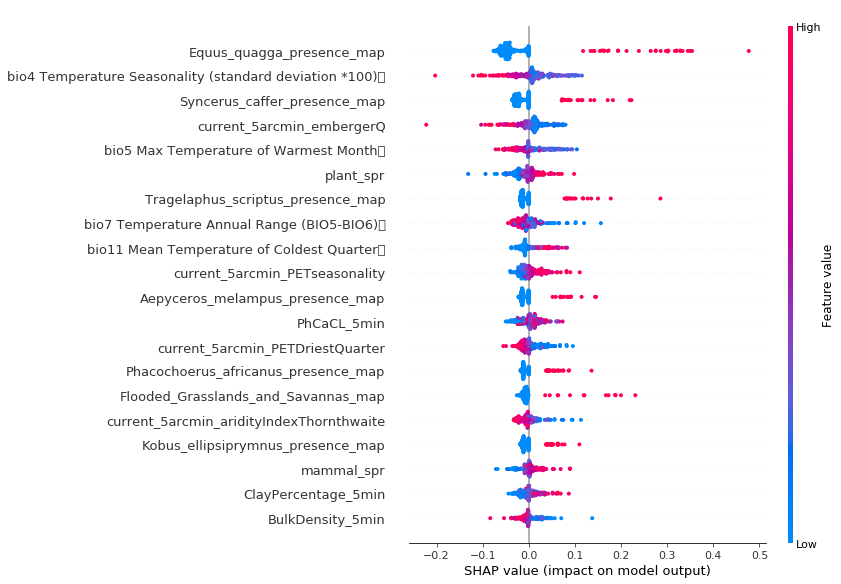 High
Equus_quagga_presence_map
bio4 Temperature Seasonality (standard deviation *100)
Syncerus_caffer_presence_map
current_5arcmin_embergerQ
bio5 Max Temperature of Warmest Month
plant_spr
Tragelaphus_scriptus_presence_map
bio7 Temperature Annual Range (BIO5-BIO6)
bio11 Mean Temperature of Coldest Quarter
current_5arcmin_PETseasonality
Aepyceros_melampus_presence_map
PhCaCL_5min
current_5arcmin_PETDriestQuarter
Phacochoerus_africanus_presence_map
Flooded_Grasslands_and_Savannas_map
current_5arcmin_aridityIndexThornthwaite
Kobus_ellipsiprymnus_presence_map
mammal_spr
ClayPercentage_5min
BulkDensity_5min
Feature value
Low
−0.2 −0.1 0.0 0.1 0.2 0.3 0.4 0.5
SHAP value (impact on model output)